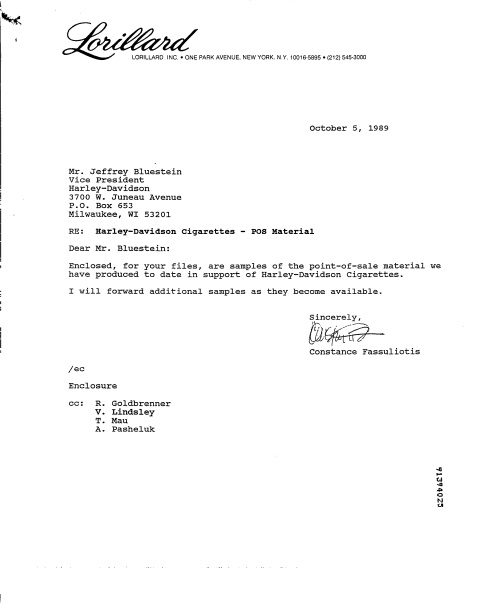 Lorillard
LORILLARD INC. • ONE PARK AVENUE, NEW YORK, N.Y. 10016-5895 • (212) 545-3000
October 5, 1989
Mr. Jeffrey Bluestein
Vice President
Harley-Davidson
3700 W. Juneau Avenue
P.O. Box 653
Milwaukee, WI 53201
RE: Harley-Davidson Cigarettes - POS Material
Dear Mr. Bluestein:
Enclosed, for your files, are samples of the point-of-sale material we
have produced to date in support of Harley-Davidson Cigarettes.
I will forward additional samples as they become available.
Sincerely,
Constance Fassuliotis
/ec
Enclosure
cc: R. Goldbrenner
V. Lindsley
T. Mau
A. Pasheluk
91394025